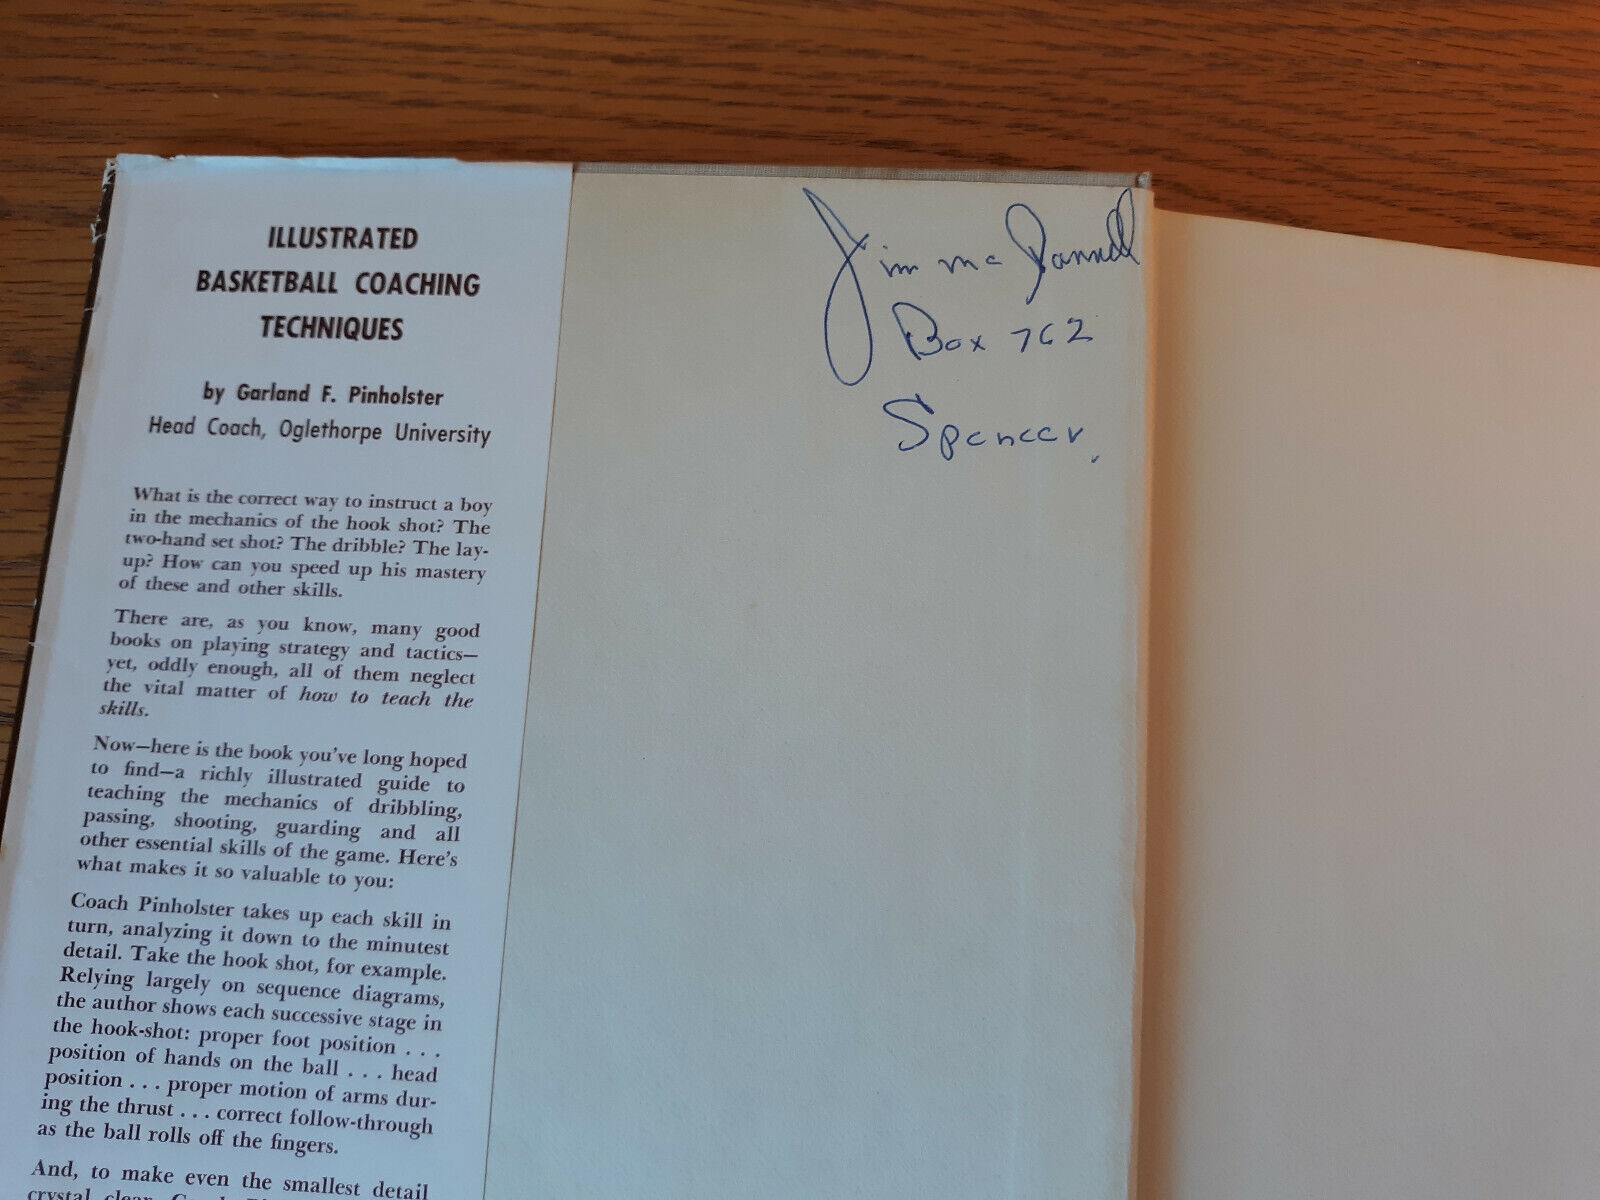 ILLUSTRATED
BASKETBALL COACHING
TECHNIQUES
by Garland F. Pinholster
Head Coach, Oglethorpe University
What is the correct way to instruct a boy
in the mechanics of the hook shot? The
two-hand set shot? The dribble? The lay-
up? How can you speed up his mastery
of these and other skills.
There are, as you know, many good
books on playing strategy and tactics—
yet, oddly enough, all of them neglect
the vital matter of how to teach the
skills.
Now—here is the book you've long hoped
to find—a richly illustrated guide to
teaching the mechanics of dribbling,
passing, shooting, guarding and all
other essential skills of the game. Here's
what makes it so valuable to you:
Coach Pinholster takes up each skill in
turn, analyzing it down to the minutest
detail. Take the hook shot, for example.
Relying largely on sequence diagrams,
the author shows each successive stage in
the hook-shot: proper foot position . . .
position of hands on the ball . . . head
position . . . proper motion of arms dur-
ing the thrust . . . correct follow-through
as the ball rolls off the fingers.
And, to make even the smallest detail
crystal clear,
Jim Mc
Box 762
Spencer,